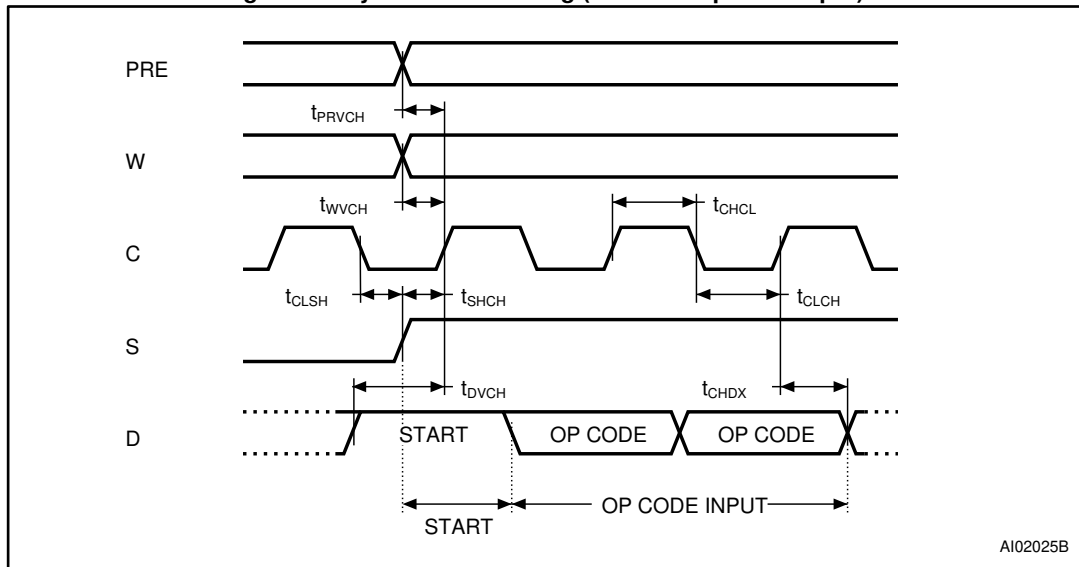 PRE
tPRVCH
W
tWVCH
tCHCL
C
tCLSH
tSHCH
tCLCH
S
tDVCH
tCHDX
D
START
OP CODE
OP CODE
OP CODE INPUT
START
AI02025B